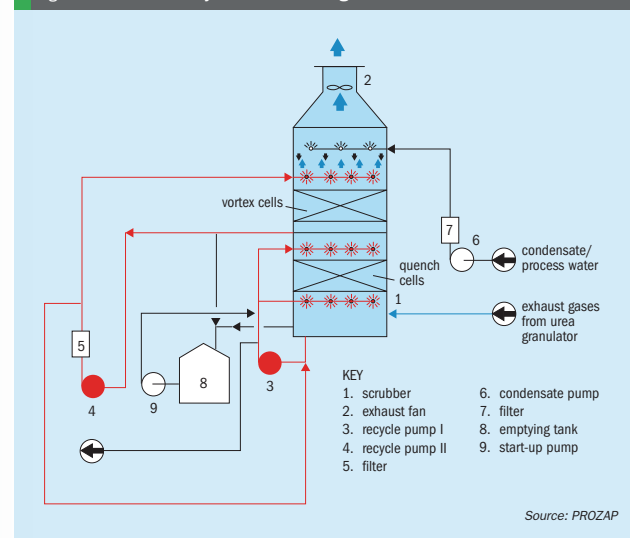 2
vortex cells
7
6
condensate/
process water
quench
cells
1
exhaust gases
from urea
granulator
5
8
3
4
9
KEY
1. scrubber
2. exhaust fan
3. recycle pump I
4. recycle pump II
5. filter
6. condensate pump
7. filter
8. emptying tank
9. start-up pump
Source: PROZAP